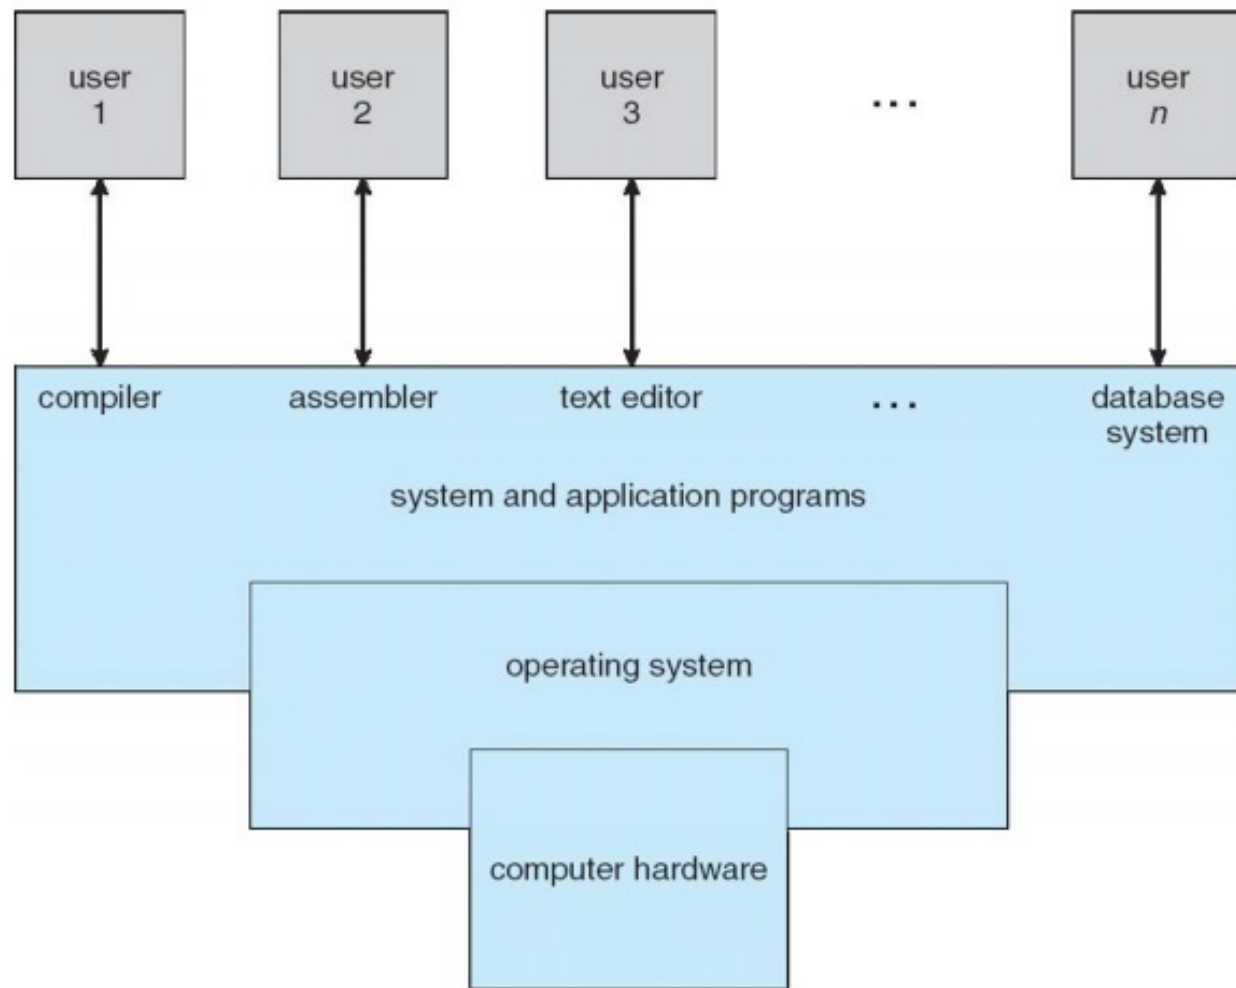 user
1
user
2
user
3
...
user
n
compiler
assembler
text editor
...
database
system
system and application programs
operating system
computer hardware